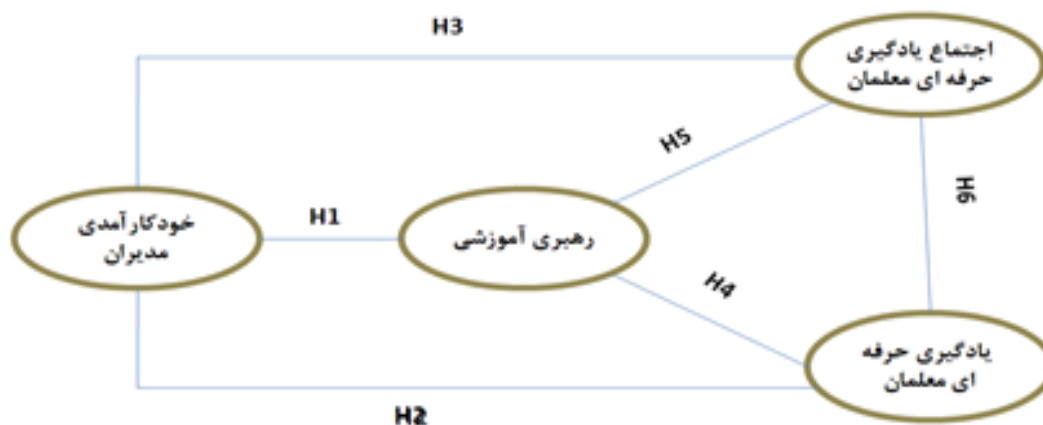 H3
اجتماع یادگیری
حرفه ای معلمان
H5
H6
خودکارآمدی
مدیران
H1
رهبری آموزشی
H4
یادگیری حرفه
ای معلمان
H2